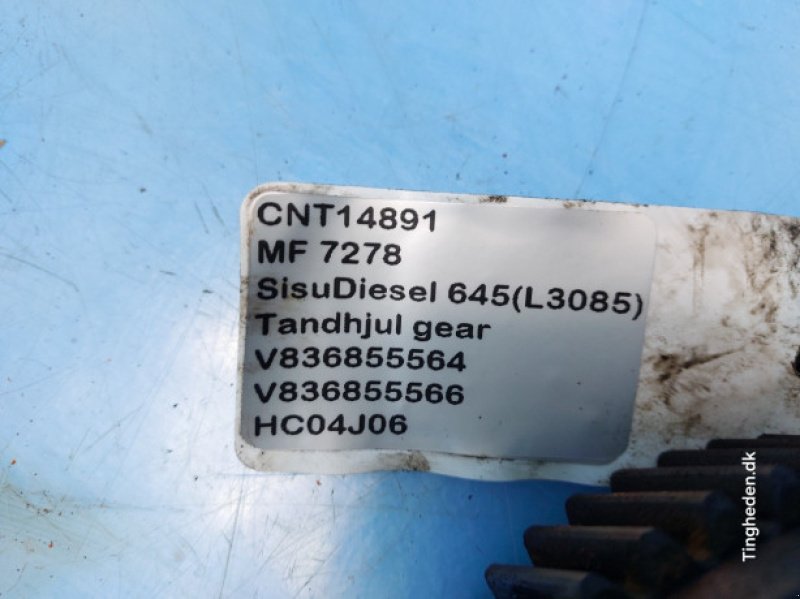 CNT14891
MF 7278
SisuDiesel 645(L3085)
Tandhjul gear
V836855564
V836855566
HC04J06
Tingheden.dk